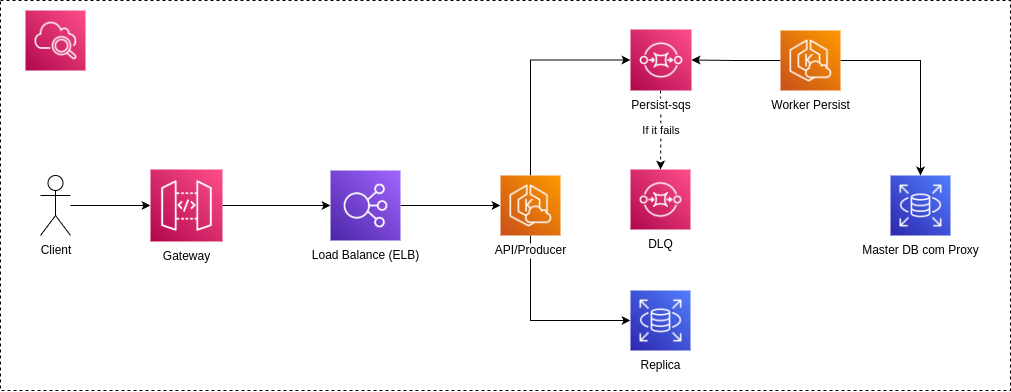 Persist-sqs
Worker Persist
If it fails
Client
Gateway
Load Balance (ELB)
API/Producer
DLQ
Master DB com Proxy
Replica